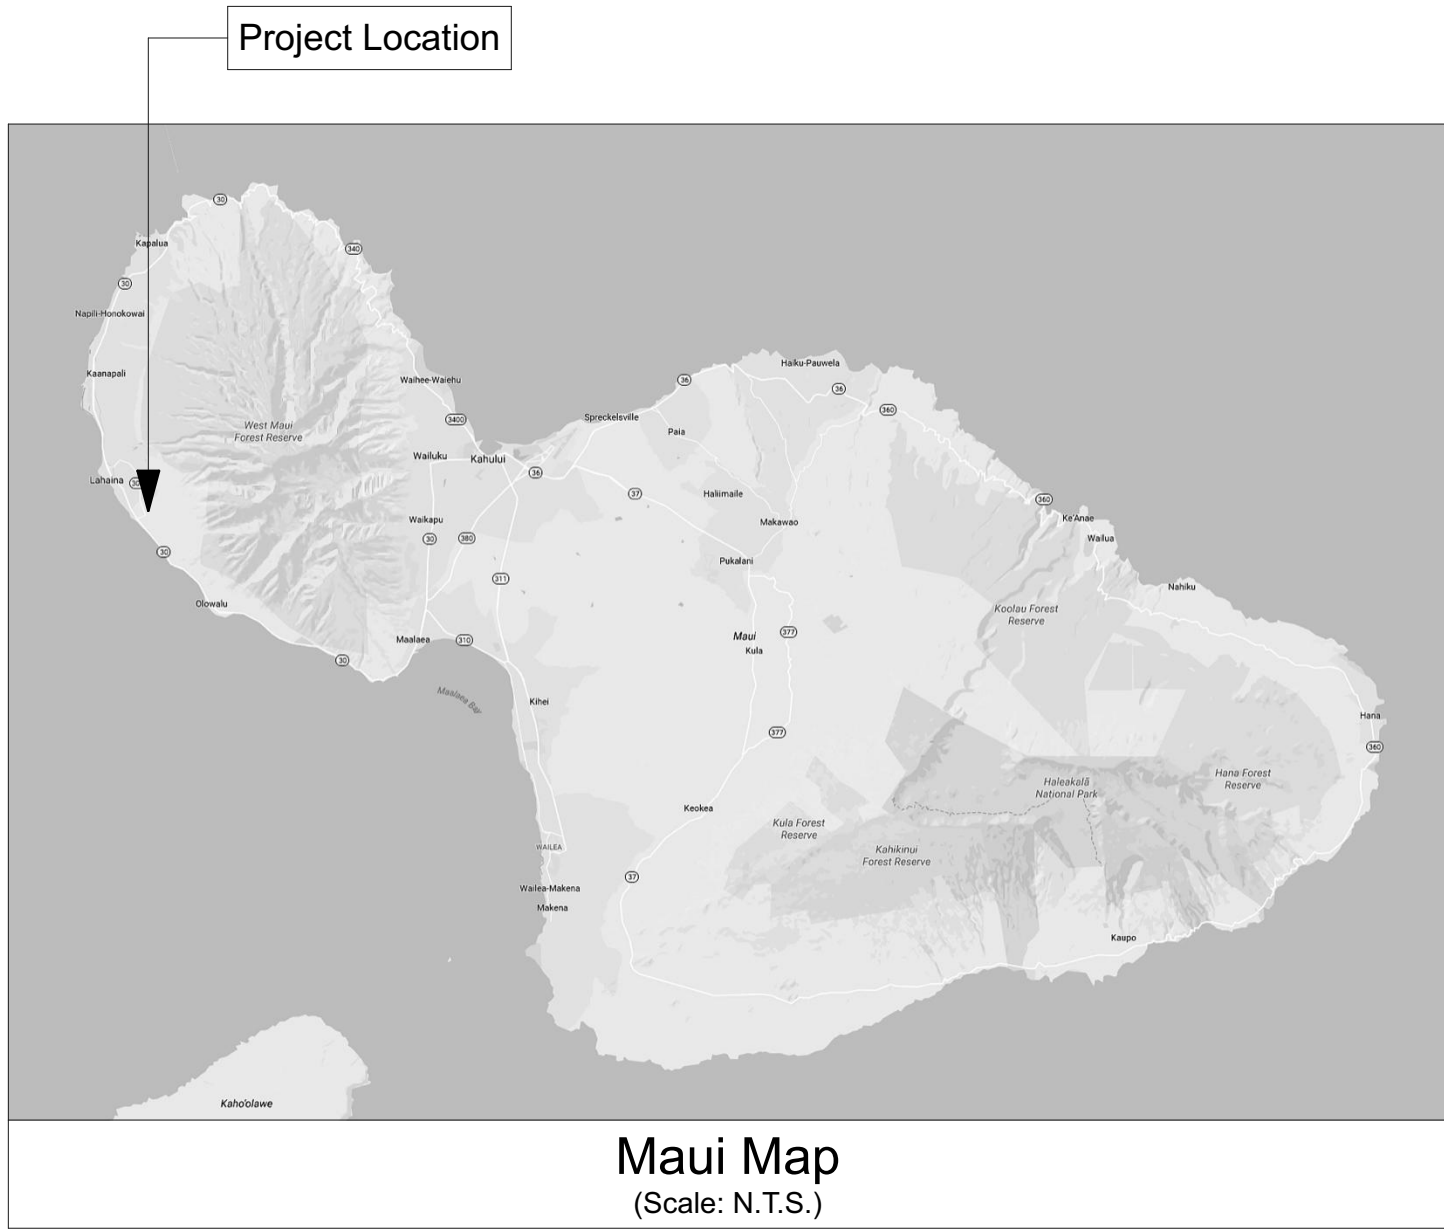 Project Location
30
340
Kapalua
30
Napili-Honokowai
Haiku-Pauwela
Kaanapali
Waihee-Waiehu
36
36
360
Spreckelsville
3400
West Maui
Forest Reserve
Paia
Wailuku
Kahului
36
Lahaina
37
Haliimaile
360
Waikapu
Makawao
Ke'Anae
30
380
Wailua
30
Pukalani
311
Nahiku
Olowalu
Koolau Forest
Reserve
Maalaea
310
Maui
377
Kula
30
Maalaea Bay
Kihei
Hana
377
360
Haleakalā
National Park
Hana Forest
Reserve
Keokea
Kula Forest
Reserve
WAILEA
Kahikinui
Forest Reserve
37
Wailea-Makena
Makena
Kaupo
Kaho'olawe
Maui Map
(Scale: N.T.S.)